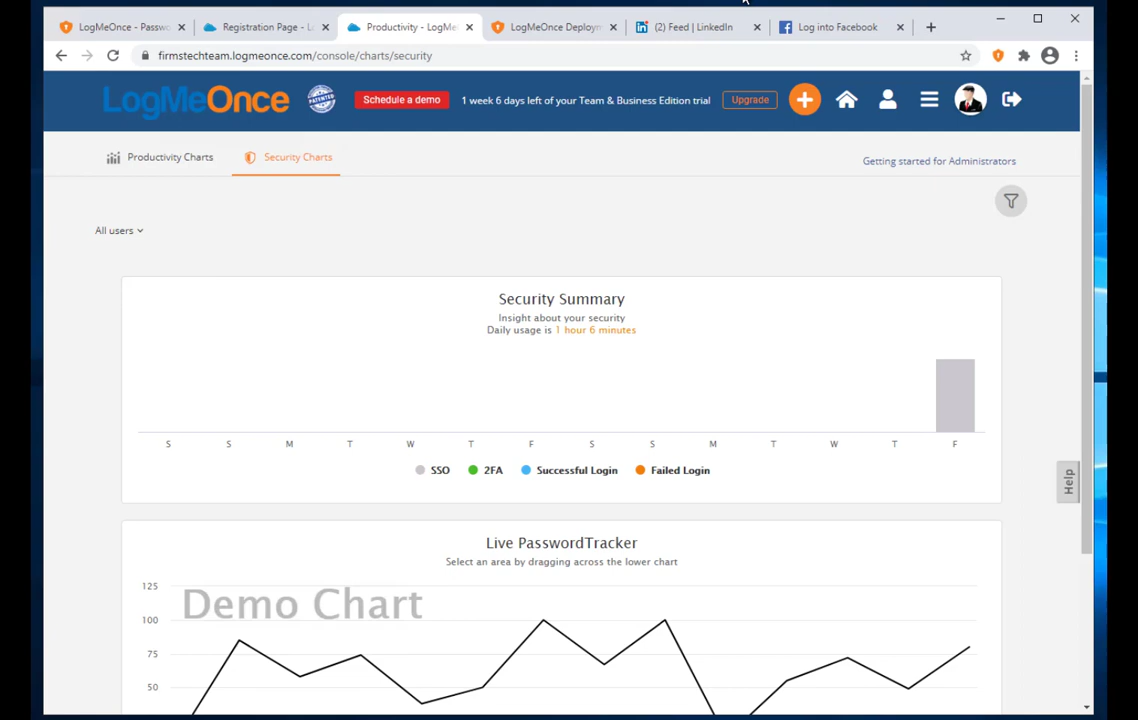 LogMeOnce - Passwo
Registration Page - Lo
Productivity - LogMe
LogMeOnce Deploym
(2) Feed | LinkedIn
Log into Facebook
firmstechteam.logmeonce.com/console/charts/security
LogMeOnce
PATENTED
Schedule a demo
1 week 6 days left of your Team & Business Edition trial
Upgrade
Productivity Charts
Security Charts
Getting started for Administrators
All users
Security Summary
Insight about your security
Daily usage is 1 hour 6 minutes
S S M T W T F S S M T W T F
SSO 2FA Successful Login Failed Login
Help
Live PasswordTracker
Select an area by dragging across the lower chart
125
Demo Chart
100
75
50